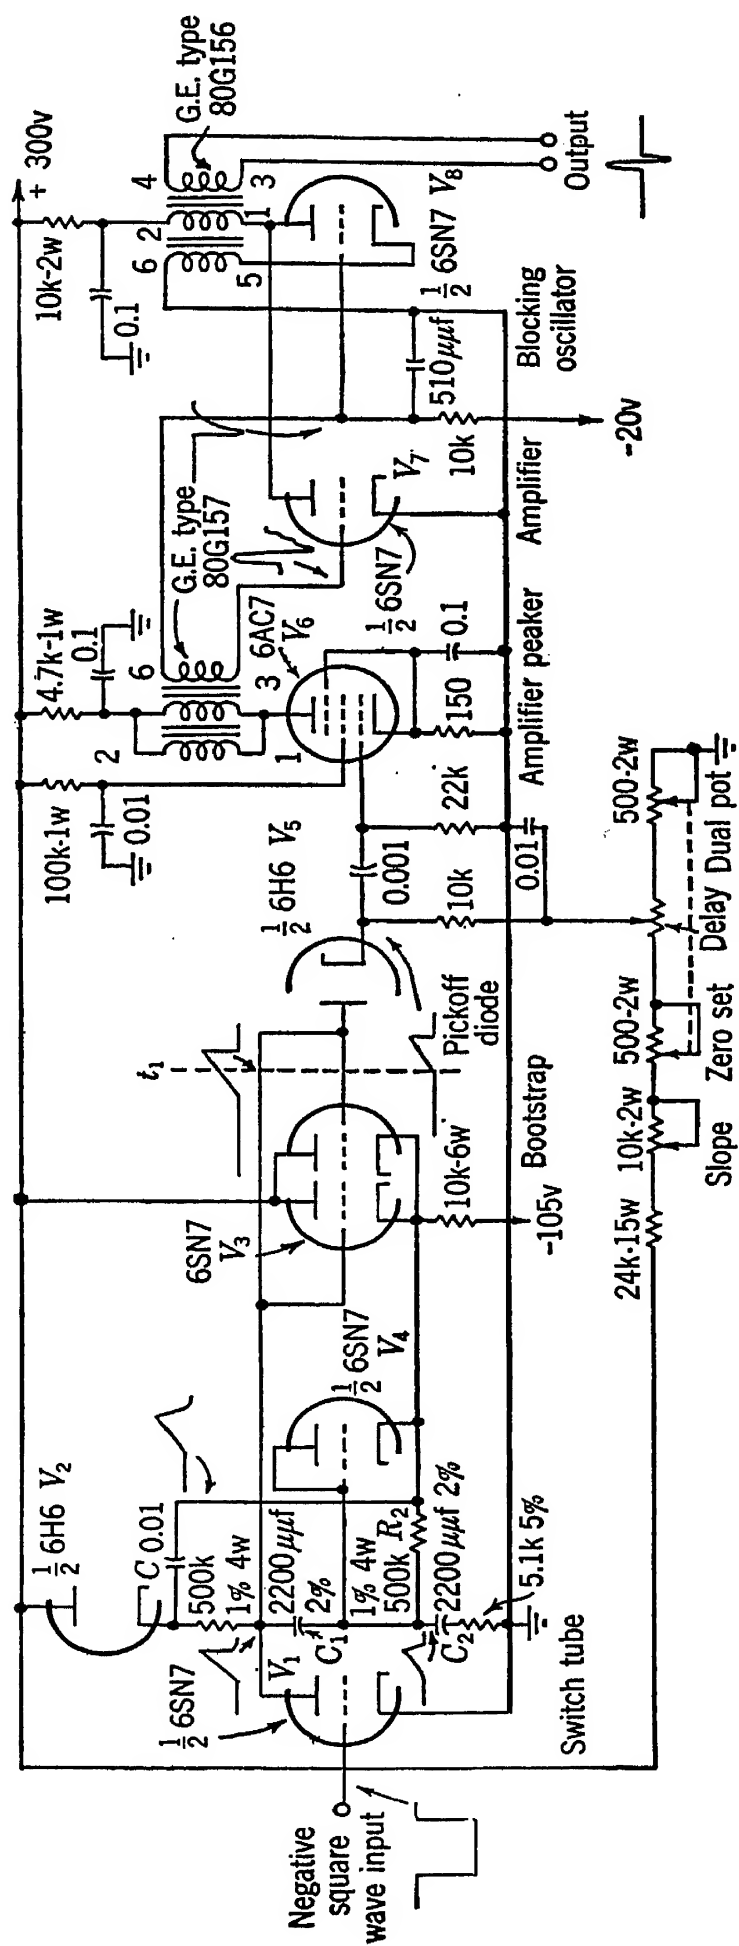 Negative
square
wave input
½ 6SN7
V₁
Switch tube
½ 6H6 V₂
C 0.01
500k
1% 4w
2200μμf
2%
C₁
1% 4w
500k R₂
2200μμf 2%
C₂
5.1k 5%
½ 6SN7
V₄
6SN7
V₃
10k-6w
-105v
Bootstrap
t₁
Pickoff
diode
½ 6H6 V₅
0.001
10k
22k
0.01
100k-1w
0.01
4.7k-1w
0.1
2
6
1
3
6AC7
V₆
150
0.1
Amplifier peaker
G.E. type
80G157
½ 6SN7
V₇
Amplifier
10k
-20v
510μμf
Blocking
oscillator
½ 6SN7 V₈
10k-2w
0.1
+ 300v
6
2
4
5
1
3
G.E. type
80G156
Output
24k-15w
10k-2w
Slope
500-2w
Zero set
Delay Dual pot
500-2w